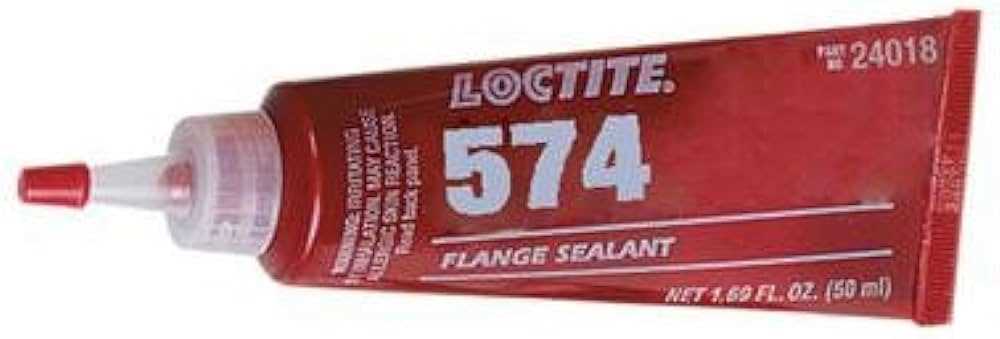 LOCTITE.
574
FLANGE SEALANT
NET 1.69 FL. OZ. (50 ml)
PART
NO. 24018
WARNING: IRRITATING
FORMULATION, MAY CAUSE
ALLERGIC SKIN REACTION.
Read back panel.